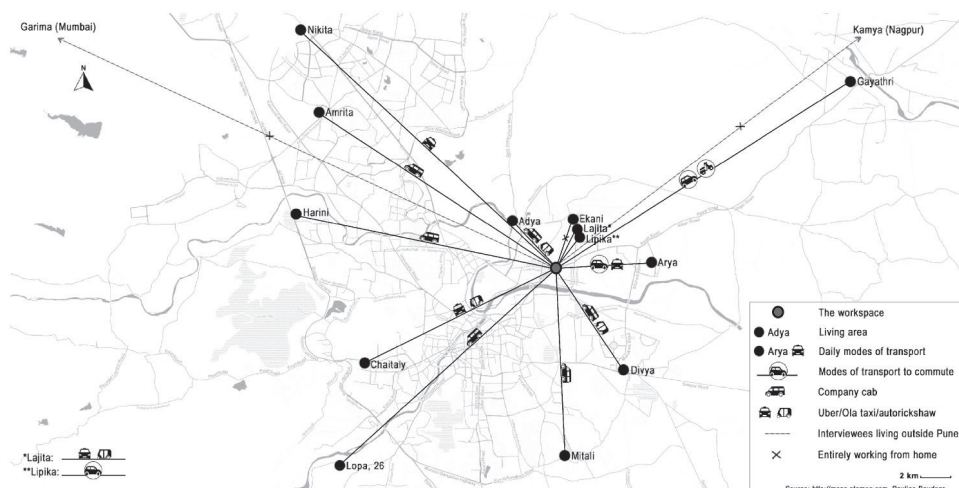 Garima (Mumbai)
Nikita
Kamya (Nagpur)
N
Gayathri
Amrita
Harini
Adya
Ekani
Lajita*
Lipika**
Arya
The workspace
Adya Living area
Arya Daily modes of transport
Modes of transport to commute
Company cab
Uber/Ola taxi/autorickshaw
Interviewees living outside Pune
Entirely working from home
2 km
Chaitaly
Divya
Mitali
Lopa, 26
*Lajita:
**Lipika: